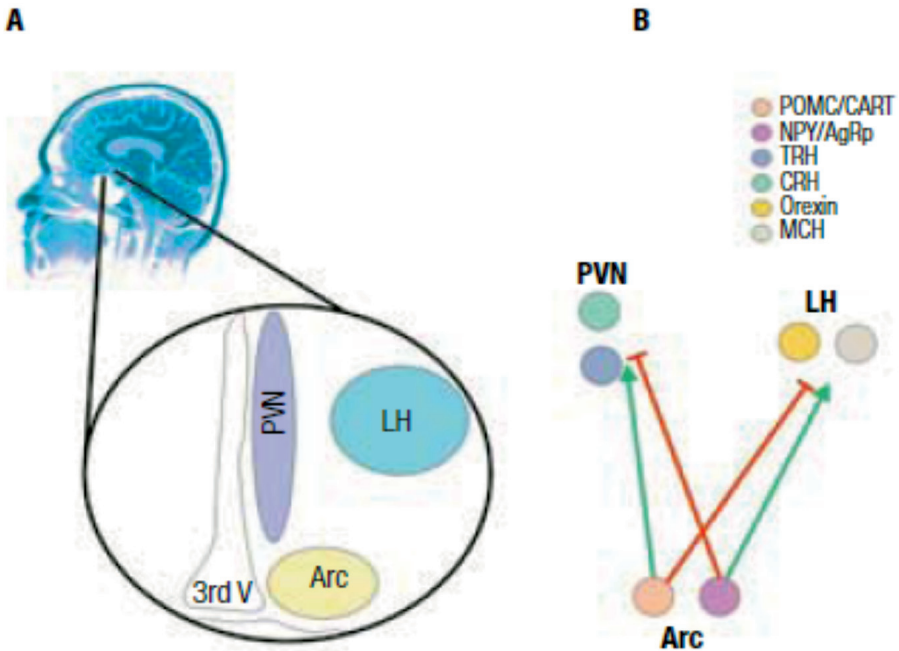 A
B
POMC/CART
NPY/AgRp
TRH
CRH
Orexin
MCH
PVN
LH
PVN
LH
Arc
3rd V
Arc